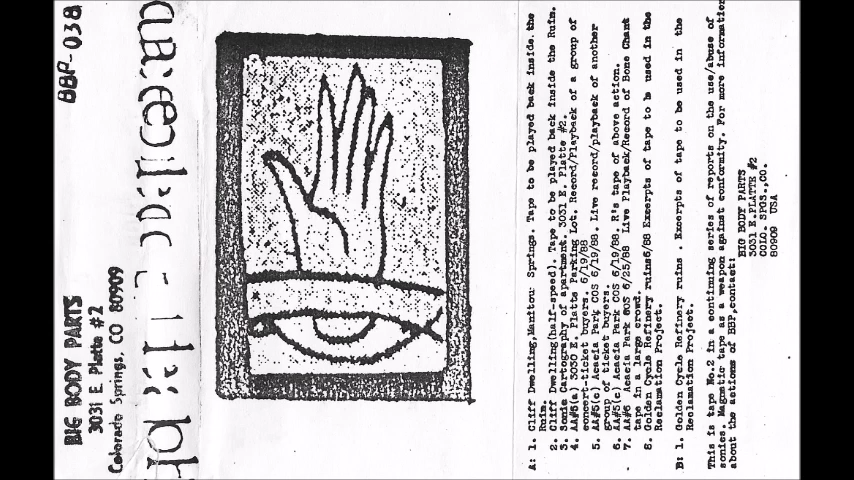 BBP-038
BIG BODY PARTS
3031 E. Platte #2
Colorado Springs, CO 80909
A: 1. Cliff Dwelling,Manitou Springs. Tape to be played back inside the
Ruin.
2. Cliff Dwelling(half-speed). Tape to be played back inside the Ruin.
3. Sonic Cartography of apartment. 3031 E. Platte #2.
4. AA#5(a) 3030 E. Platte Parking Lot. Record/Playback of a group of
concert-ticket buyers. 6/19/88
5. AA#5(c) Acacia Park COS 6/19/88. Live record/playback of another
group of ticket buyers.
6. AA#5(c) Acacia Park COS 6/19/88. R's tape of above action.
7. AA#6 Acacia Park COS 6/25/88 Live Playback/Record of Bone Chant
tape in a large crowd.
8. Golden Cycle Refinery ruins6/88 Excerpts of tape to be used in the
Reclamation Project.
B: 1. Golden Cycle Refinery ruins . Excerpts of tape to be used in the
Reclamation Project.
This is tape No.2 in a continuing series of reports on the use/abuse of
sonics. Magnetic tape as a weapon against conformity. For more information
about the actions of BBP,contact:
BIG BODY PARTS
3031 E.PLATTE #2
COLO. SPGS.,CO.
80909 USA